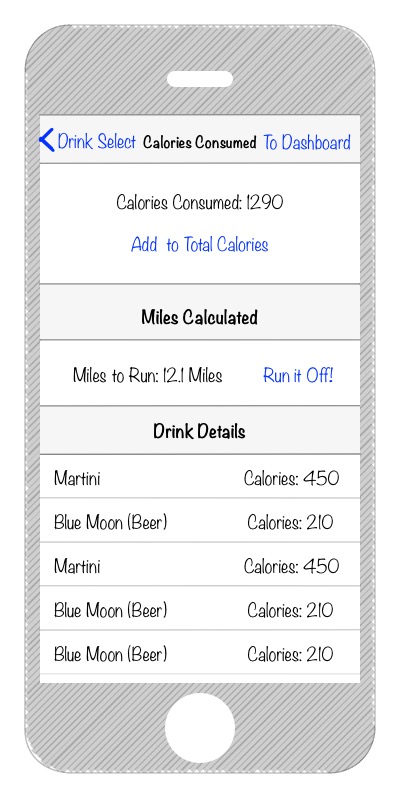 Drink Select Calories Consumed To Dashboard
Calories Consumed: 1290
Add to Total Calories
Miles Calculated
Miles to Run: 12.1 Miles Run it Off!
Drink Details
Martini Calories: 450
Blue Moon (Beer) Calories: 210
Martini Calories: 450
Blue Moon (Beer) Calories: 210
Blue Moon (Beer) Calories: 210